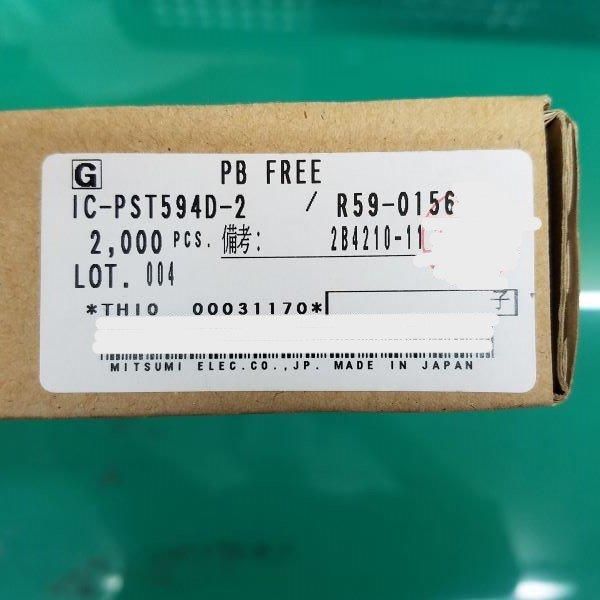 G PB FREE
IC-PST594D-2 / R59-0156
2,000 PCS. 備考: 2B4210-11
LOT. 004
*TH10 00031170* 子
MITSUMI ELEC.CO.,JP. MADE IN JAPAN